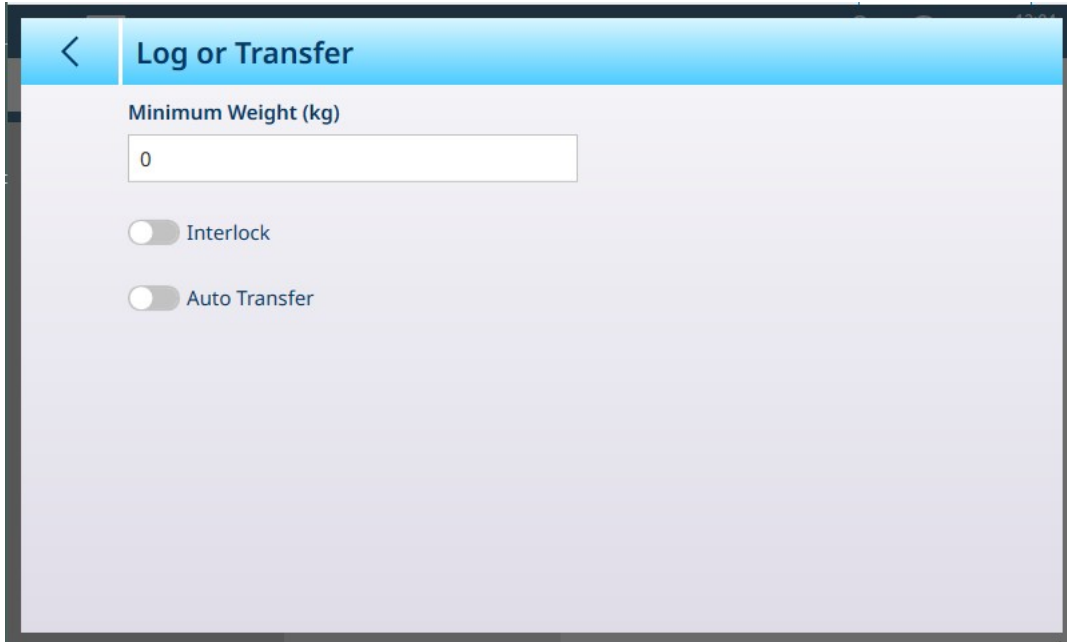 Log or Transfer
Minimum Weight (kg)
0
Interlock
Auto Transfer